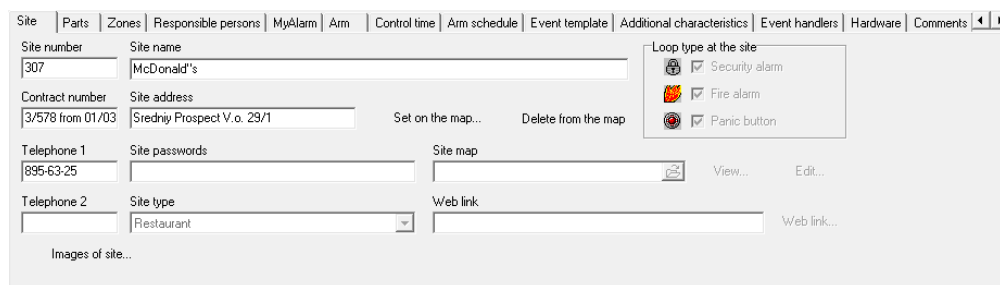 Site Parts Zones Responsible persons MyAlarm Arm Control time Arm schedule Event template Additional characteristics Event handlers Hardware Comments
Site number Site name Loop type at the site
307 McDonald''s Security alarm
Contract number Site address Fire alarm
3/578 from 01/03 Sredniy Prospect V.o. 29/1 Set on the map... Delete from the map Panic button
Telephone 1 Site passwords Site map
895-63-25 View... Edit...
Telephone 2 Site type Web link
Restaurant Web link...
Images of site...